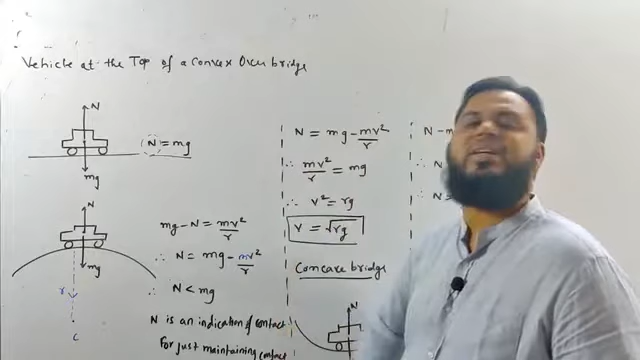 Vehicle at the Top of a Convex Over bridge
N
N = mg
mg
N
mg
r
c
mg - N = mv²/r
∴ N = mg - mv²/r
∴ N < mg
N is an indication of contact
For just maintaining contact
N = mg - mv²/r
∴ mv²/r = mg
∴ v² = rg
v = √rg
Concave bridge
N
N - m
∴ N
∴ N =